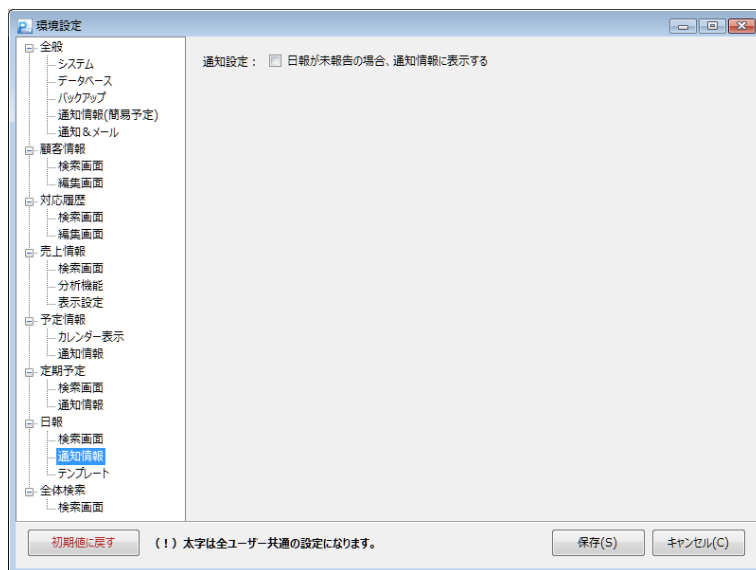 環境設定
全般
システム
データベース
バックアップ
通知情報(簡易予定)
通知＆メール
顧客情報
検索画面
編集画面
対応履歴
検索画面
編集画面
売上情報
検索画面
分析機能
表示設定
予定情報
カレンダー表示
通知情報
定期予定
検索画面
通知情報
日報
検索画面
通知情報
テンプレート
全体検索
検索画面
通知設定： 日報が未報告の場合、通知情報に表示する
初期値に戻す (！) 太字は全ユーザー共通の設定になります。 保存(S) キャンセル(C)